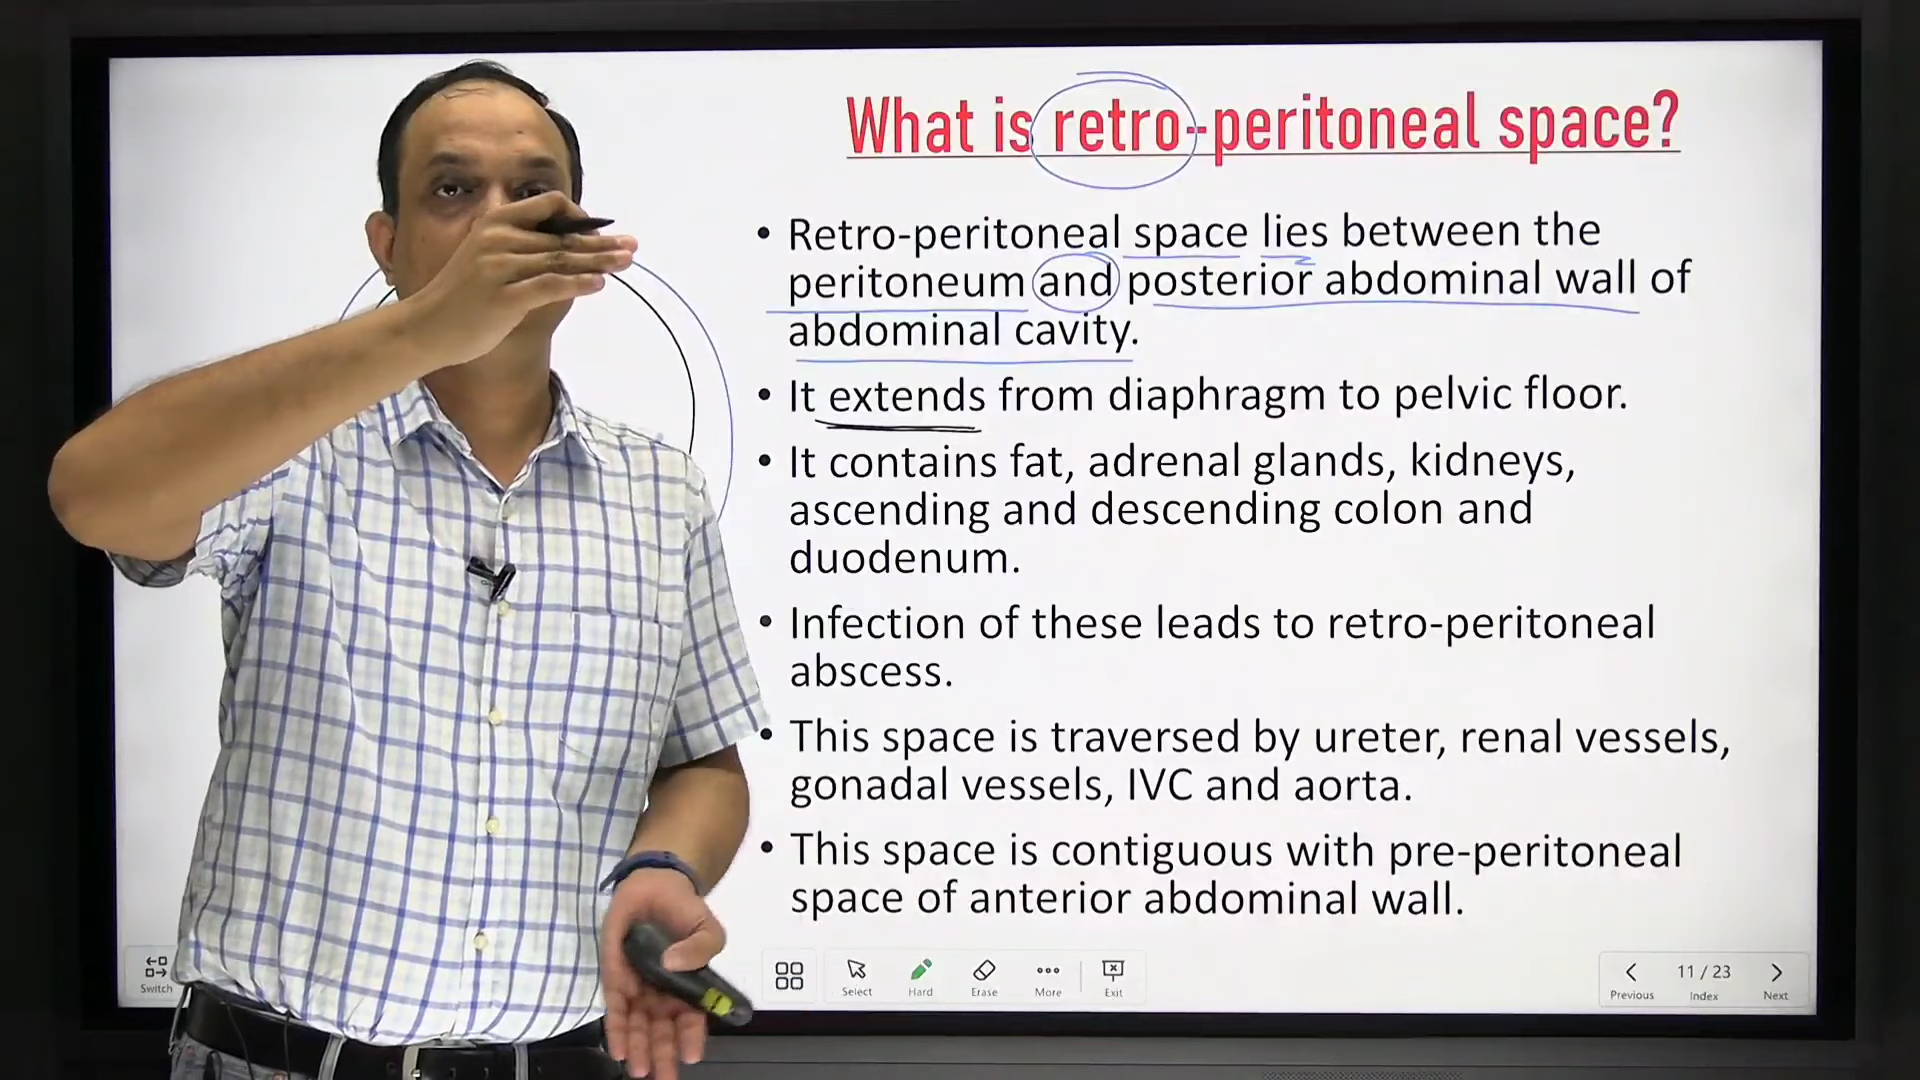 What is retro-peritoneal space?
• Retro-peritoneal space lies between the
peritoneum and posterior abdominal wall of
abdominal cavity.
• It extends from diaphragm to pelvic floor.
• It contains fat, adrenal glands, kidneys,
ascending and descending colon and
duodenum.
• Infection of these leads to retro-peritoneal
abscess.
• This space is traversed by ureter, renal vessels,
gonadal vessels, IVC and aorta.
• This space is contiguous with pre-peritoneal
space of anterior abdominal wall.
Switch
Select
Hard
Erase
More
Exit
11 / 23
Previous
Index
Next